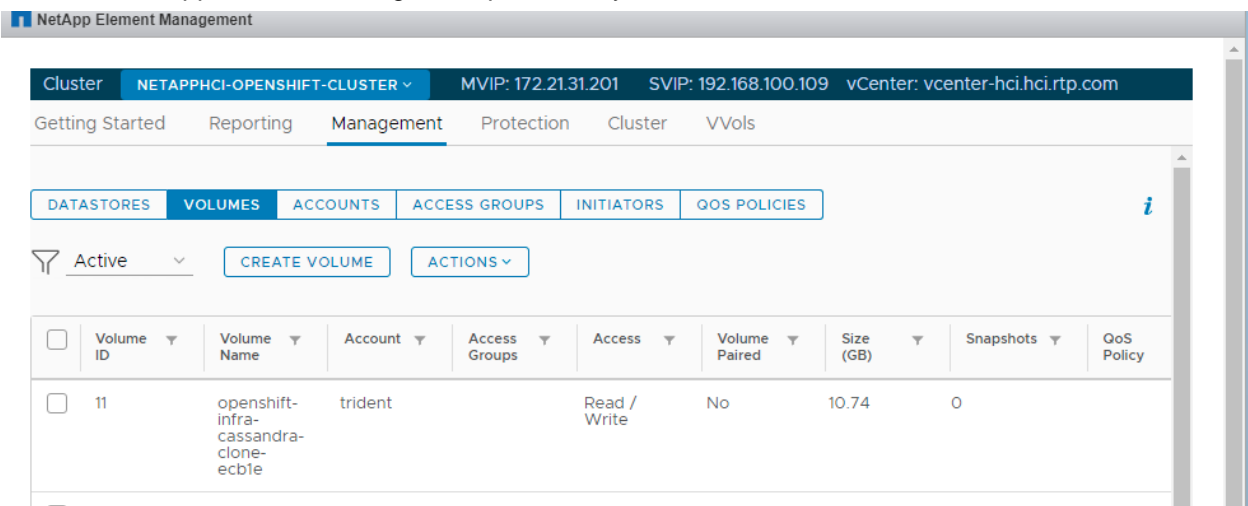 NetApp Element Management
Cluster NETAPPHCI-OPENSHIFT-CLUSTER MVIP: 172.21.31.201 SVIP: 192.168.100.109 vCenter: vcenter-hci.hci.rtp.com
Getting Started Reporting Management Protection Cluster VVols
DATASTORES VOLUMES ACCOUNTS ACCESS GROUPS INITIATORS QOS POLICIES i
Active CREATE VOLUME ACTIONS
Volume ID Volume Name Account Access Groups Access Volume Paired Size (GB) Snapshots QoS Policy
11 openshift-infra-cassandra-clone-ecb1e trident Read / Write No 10.74 0